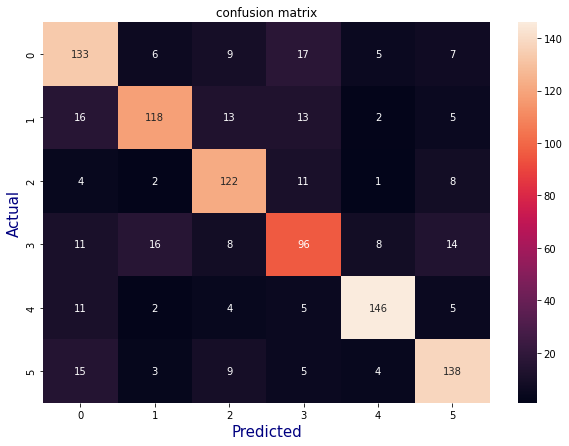 confusion matrix
0 133 6 9 17 5 7
1 16 118 13 13 2 5
2 4 2 122 11 1 8
3 11 16 8 96 8 14
4 11 2 4 5 146 5
5 15 3 9 5 4 138
0 1 2 3 4 5
Actual
Predicted
140
120
100
80
60
40
20